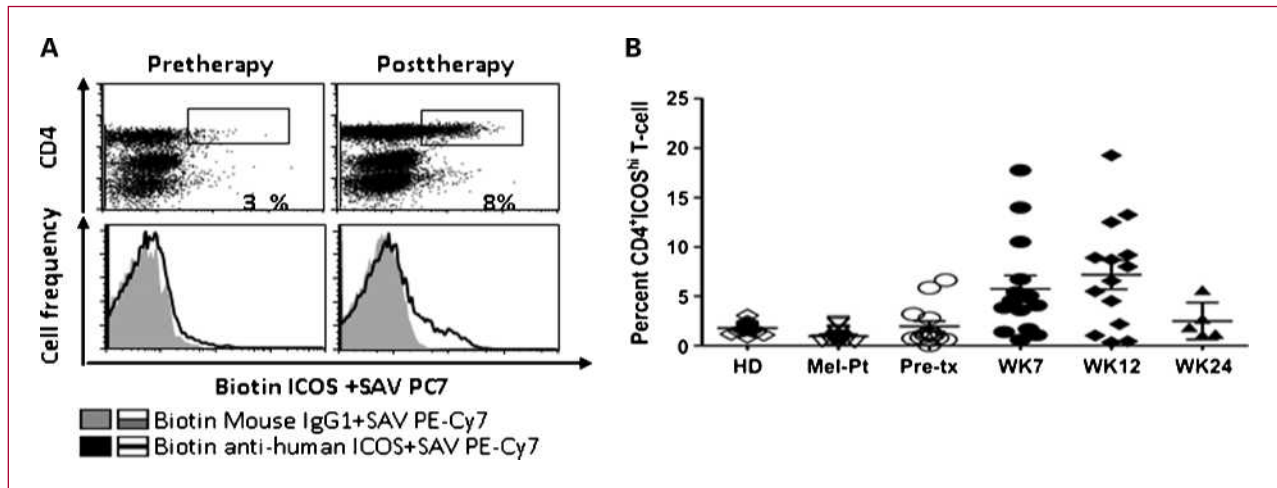 A
Pretherapy
Posttherapy
CD4
3 %
8%
Cell frequency
Biotin ICOS +SAV PC7
Biotin Mouse IgG1+SAV PE-Cy7
Biotin anti-human ICOS+SAV PE-Cy7
B
Percent CD4⁺ICOSʰⁱ T-cell
25
20
15
10
5
0
HD Mel-Pt Pre-tx WK7 WK12 WK24